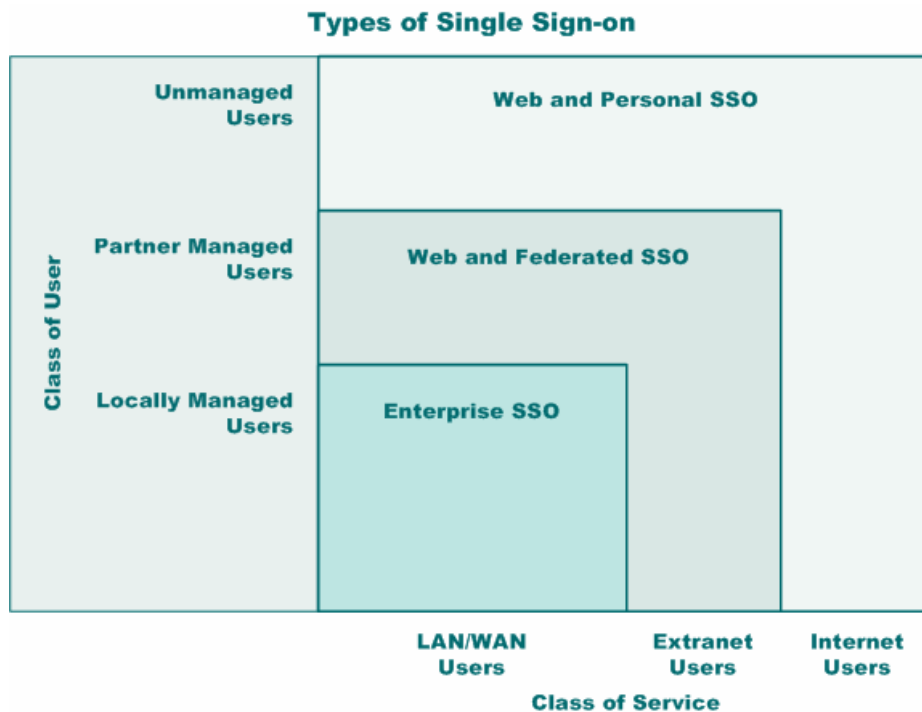 Types of Single Sign-on
Unmanaged
Users
Web and Personal SSO
Partner Managed
Users
Web and Federated SSO
Class of User
Locally Managed
Users
Enterprise SSO
LAN/WAN
Users
Extranet
Users
Internet
Users
Class of Service